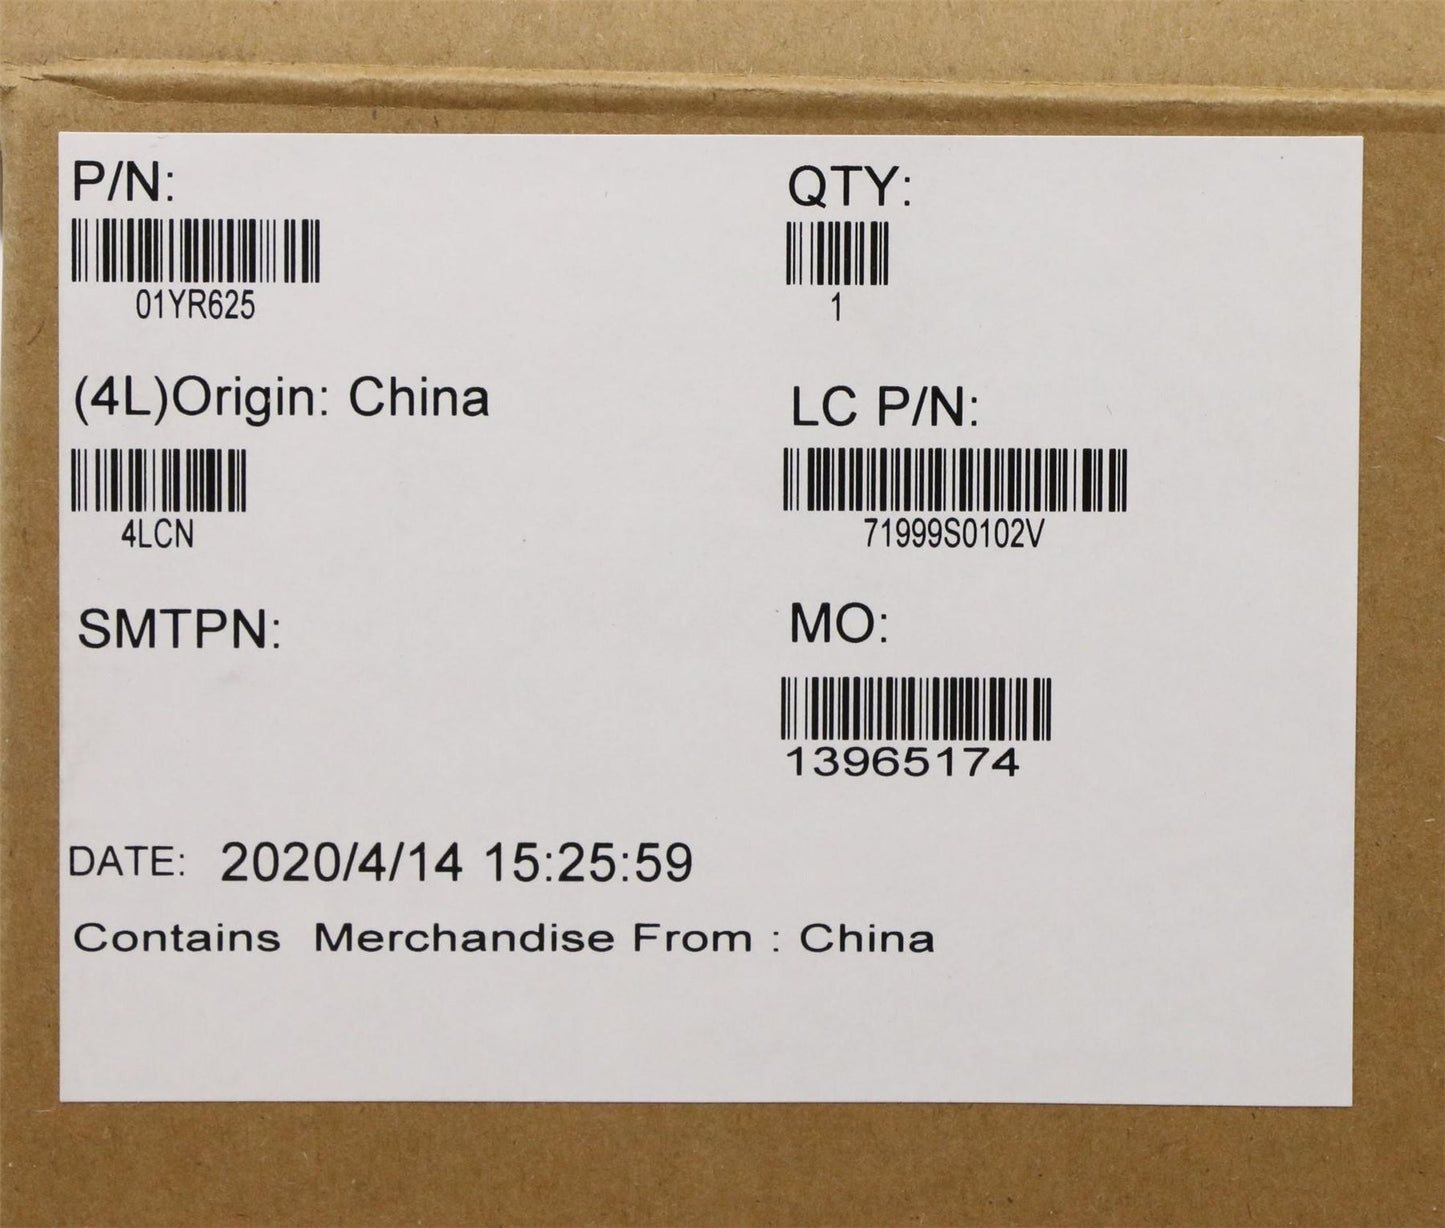 P/N:
01YR625
QTY:
1
(4L)Origin: China
4LCN
LC P/N:
71999S0102V
SMTPN:
MO:
13965174
DATE: 2020/4/14 15:25:59
Contains Merchandise From : China